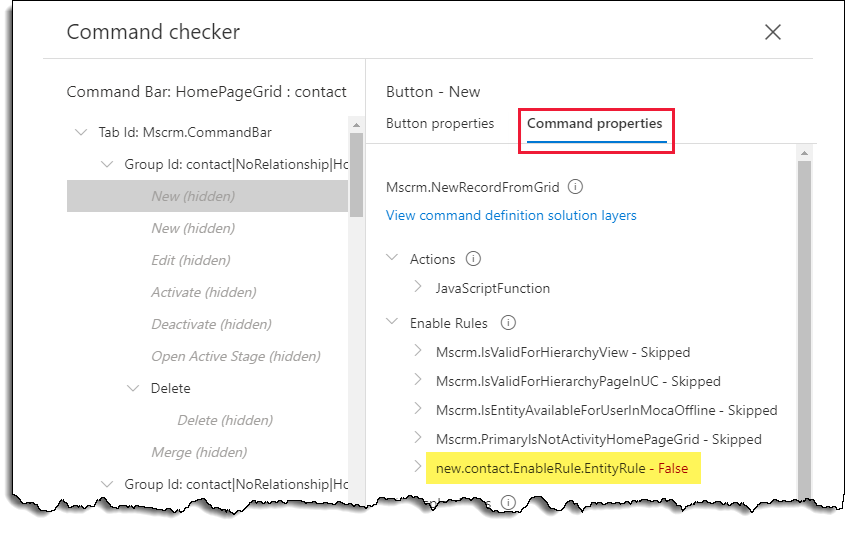 Command checker
Command Bar: HomePageGrid : contact
Tab Id: Mscrm.CommandBar
Group Id: contact|NoRelationship|Ho
New (hidden)
New (hidden)
Edit (hidden)
Activate (hidden)
Deactivate (hidden)
Open Active Stage (hidden)
Delete
Delete (hidden)
Merge (hidden)
Group Id: contact|NoRelationship|Ho
Button - New
Button properties
Command properties
Mscrm.NewRecordFromGrid
View command definition solution layers
Actions
JavaScriptFunction
Enable Rules
Mscrm.IsValidForHierarchyView - Skipped
Mscrm.IsValidForHierarchyPageInUC - Skipped
Mscrm.IsEntityAvailableForUserInMocaOffline - Skipped
Mscrm.PrimaryIsNotActivityHomePageGrid - Skipped
new.contact.EnableRule.EntityRule - False